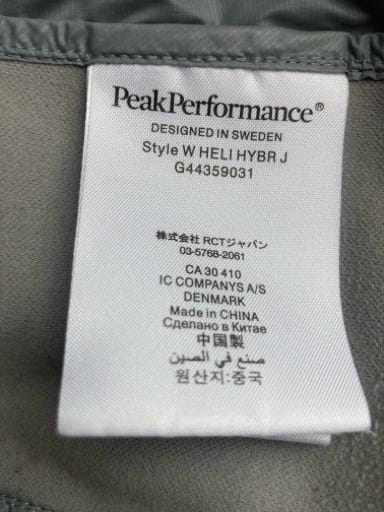 PeakPerformance®
DESIGNED IN SWEDEN
Style W HELI HYBR J
G44359031
株式会社 RCTジャパン
03-5768-2061
CA 30 410
IC COMPANYS A/S
DENMARK
Made in CHINA
Сделано в Китае
中国製
صنع في الصين
원산지:중국